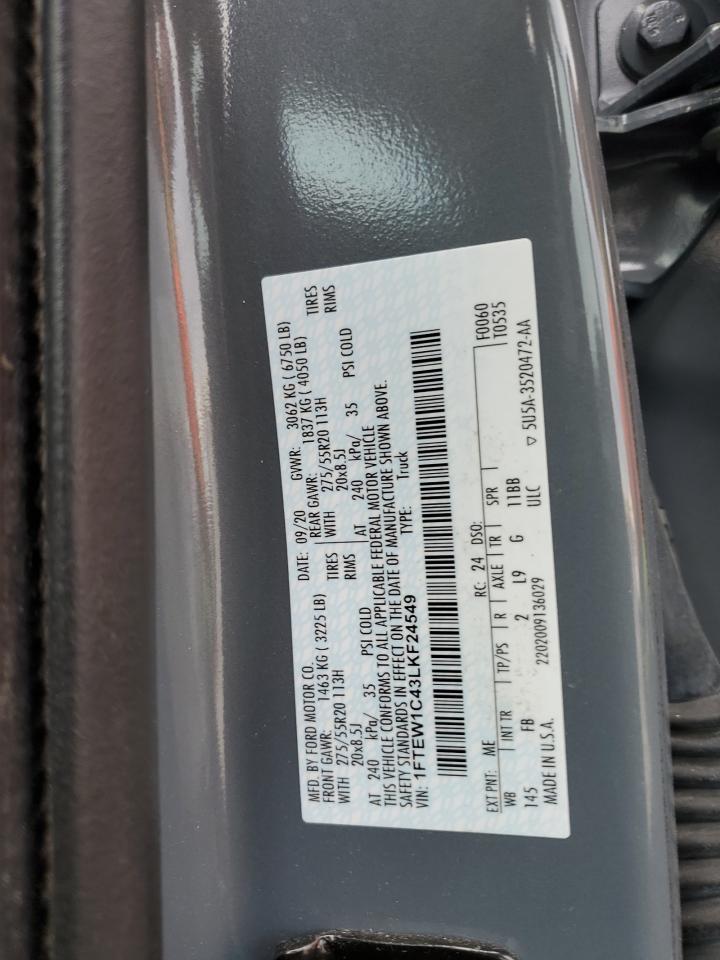 MFD. BY FORD MOTOR CO.
DATE: 09/20 GVWR: 3062 KG ( 6750 LB)
FRONT GAWR: 1463 KG ( 3225 LB) REAR GAWR: 1837 KG ( 4050 LB)
WITH 275/55R20 113H TIRES WITH 275/55R20 113H TIRES
20x8.5J RIMS 20x8.5J RIMS
AT 240 kPa/ 35 PSI COLD AT 240 kPa/ 35 PSI COLD
THIS VEHICLE CONFORMS TO ALL APPLICABLE FEDERAL MOTOR VEHICLE
SAFETY STANDARDS IN EFFECT ON THE DATE OF MANUFACTURE SHOWN ABOVE.
VIN: 1FTEW1C43LKF24549 TYPE: Truck
F0060
EXT PNT: ME RC: 24 DSO: T0535
WB INT TR TP/PS R AXLE TR SPR
145 FB 2 L9 G 11BB
ULC
MADE IN U.S.A. 2202009136029 ▽ 5U5A-3520472-AA